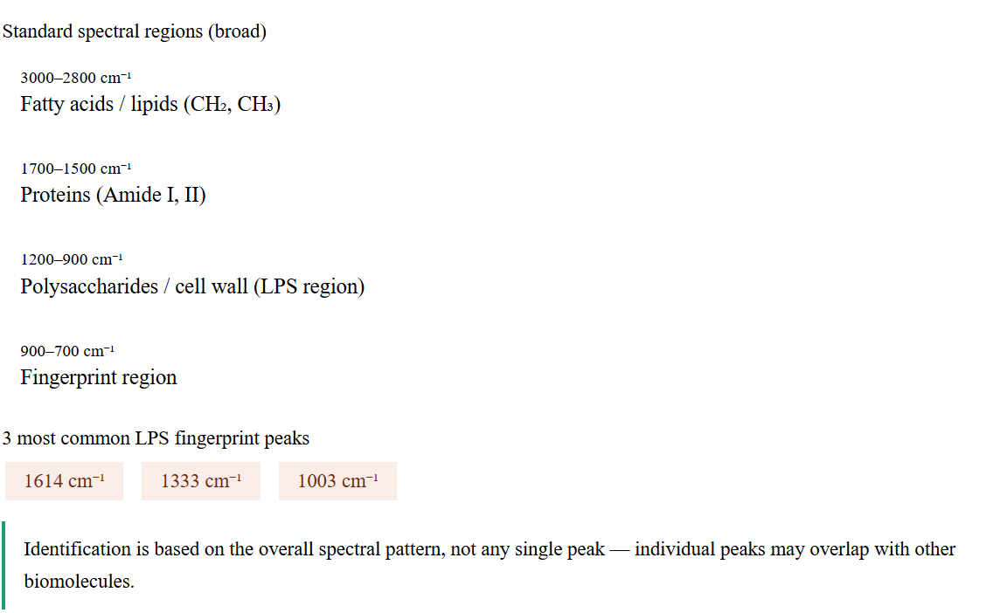 Standard spectral regions (broad)
3000–2800 cm⁻¹
Fatty acids / lipids (CH₂, CH₃)
1700–1500 cm⁻¹
Proteins (Amide I, II)
1200–900 cm⁻¹
Polysaccharides / cell wall (LPS region)
900–700 cm⁻¹
Fingerprint region
3 most common LPS fingerprint peaks
1614 cm⁻¹ 1333 cm⁻¹ 1003 cm⁻¹
Identification is based on the overall spectral pattern, not any single peak — individual peaks may overlap with other
biomolecules.